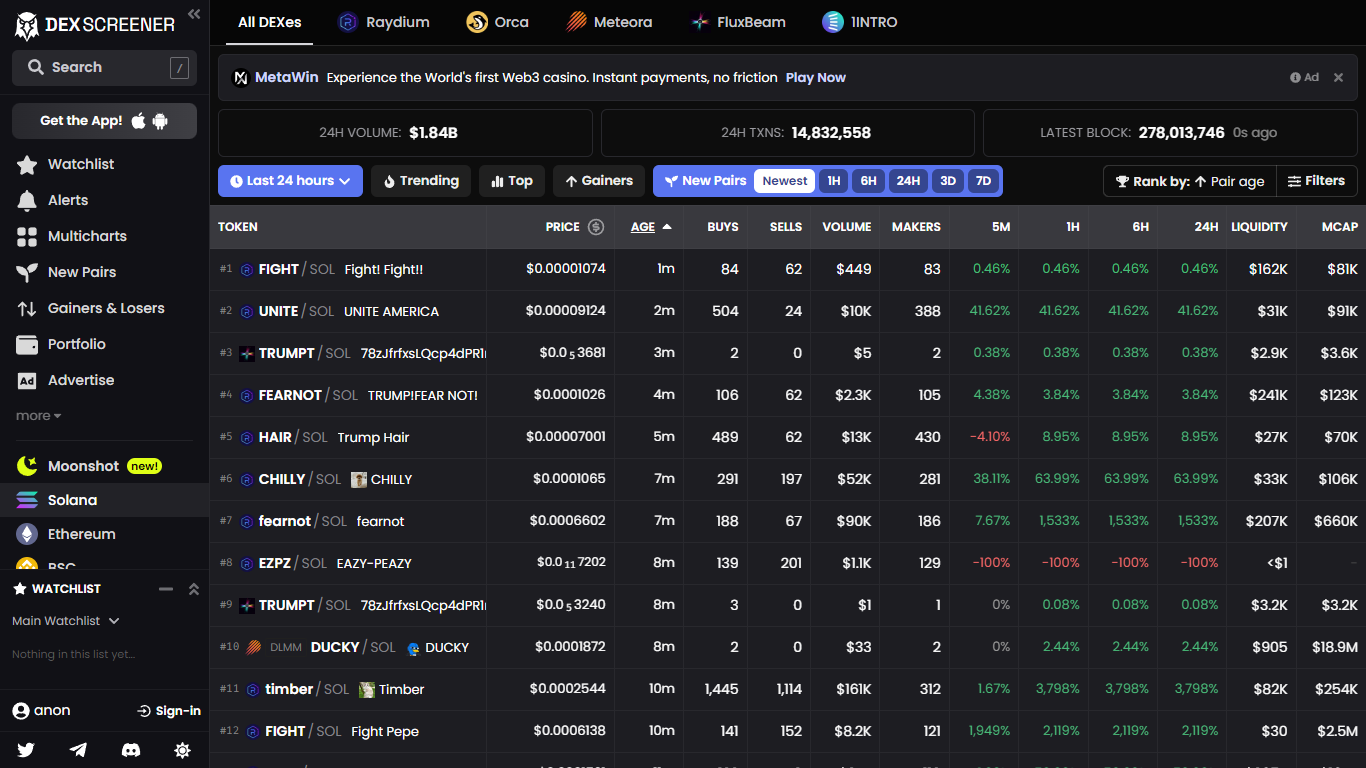 DEX SCREENER
Search /
Get the App!
Watchlist
Alerts
Multicharts
New Pairs
Gainers & Losers
Portfolio
Ad Advertise
more
Moonshot new!
Solana
Ethereum
BSC
WATCHLIST
Main Watchlist
Nothing in this list yet...
anon Sign-in
All DEXes Raydium Orca Meteora FluxBeam 1INTRO
MetaWin Experience the World's first Web3 casino. Instant payments, no friction Play Now Ad
24H VOLUME: $1.84B 24H TXNS: 14,832,558 LATEST BLOCK: 278,013,746 0s ago
Last 24 hours Trending Top Gainers New Pairs Newest 1H 6H 24H 3D 7D Rank by: Pair age Filters
TOKEN PRICE AGE BUYS SELLS VOLUME MAKERS 5M 1H 6H 24H LIQUIDITY MCAP
#1 FIGHT/SOL Fight! Fight!! $0.00001074 1m 84 62 $449 83 0.46% 0.46% 0.46% 0.46% $162K $81K
#2 UNITE/SOL UNITE AMERICA $0.00009124 2m 504 24 $10K 388 41.62% 41.62% 41.62% 41.62% $31K $91K
#3 TRUMPT/SOL 78zJfrfxsLQcp4dPR1 $0.0₅3681 3m 2 0 $5 2 0.38% 0.38% 0.38% 0.38% $2.9K $3.6K
#4 FEARNOT/SOL TRUMP!FEAR NOT! $0.0001026 4m 106 62 $2.3K 105 4.38% 3.84% 3.84% 3.84% $241K $123K
#5 HAIR/SOL Trump Hair $0.00007001 5m 489 62 $13K 430 -4.10% 8.95% 8.95% 8.95% $27K $70K
#6 CHILLY/SOL CHILLY $0.0001065 7m 291 197 $52K 281 38.11% 63.99% 63.99% 63.99% $33K $106K
#7 fearnot/SOL fearnot $0.0006602 7m 188 67 $90K 186 7.67% 1,533% 1,533% 1,533% $207K $660K
#8 EZPZ/SOL EAZY-PEAZY $0.0₁₁7202 8m 139 201 $1.1K 129 -100% -100% -100% -100% <$1 -
#9 TRUMPT/SOL 78zJfrfxsLQcp4dPR1 $0.0₅3240 8m 3 0 $1 1 0% 0.08% 0.08% 0.08% $3.2K $3.2K
#10 DLMM DUCKY/SOL DUCKY $0.0001872 8m 2 0 $33 2 0% 2.44% 2.44% 2.44% $905 $18.9M
#11 timber/SOL Timber $0.0002544 10m 1,445 1,114 $161K 312 1.67% 3,798% 3,798% 3,798% $82K $254K
#12 FIGHT/SOL Fight Pepe $0.0006138 10m 141 152 $8.2K 121 1,949% 2,119% 2,119% 2,119% $30 $2.5M